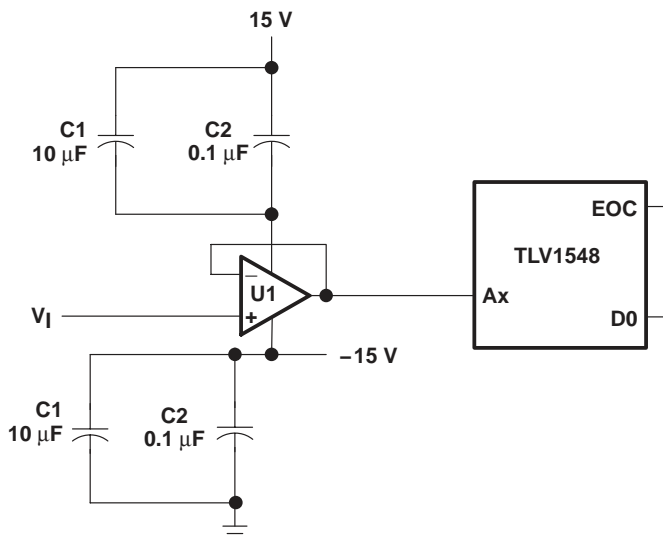 15 V
C1
10 μF
C2
0.1 μF
EOC
TLV1548
−
U1
+
Ax
V_I
D0
–15 V
C1
10 μF
C2
0.1 μF